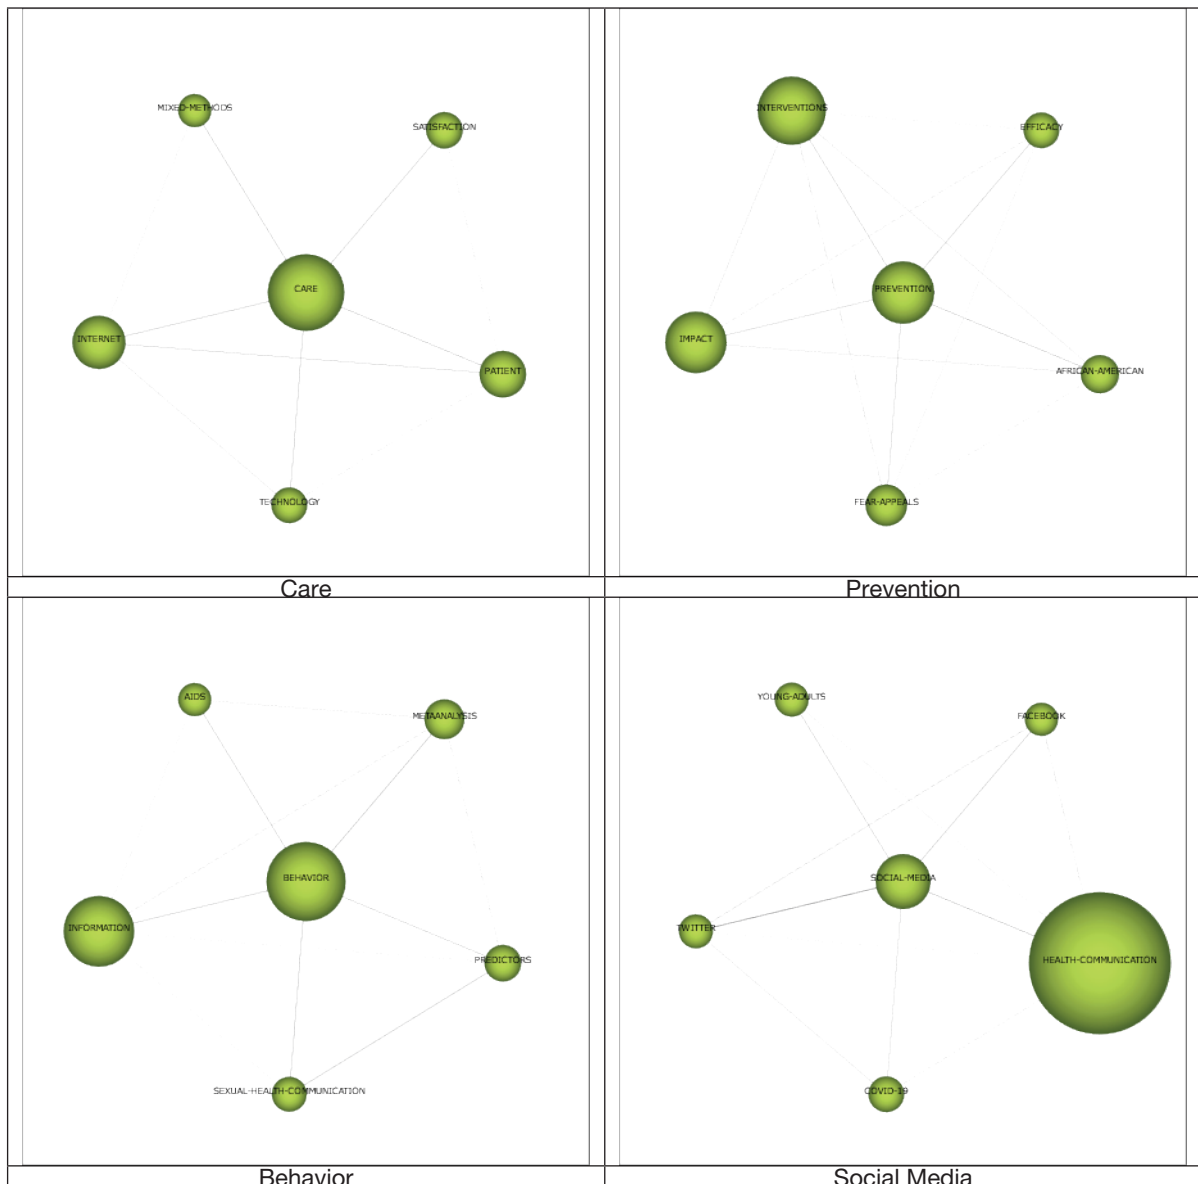 MIXED-METHODS
SATISFACTION
CARE
INTERNET
PATIENT
TECHNOLOGY
Care
INTERVENTIONS
EFFICACY
PREVENTION
IMPACT
AFRICAN-AMERICAN
FEAR-APPEALS
Prevention
AIDS
METAANALYSIS
BEHAVIOR
INFORMATION
PREDICTORS
SEXUAL-HEALTH-COMMUNICATION
Behavior
YOUNG-ADULTS
FACEBOOK
SOCIAL-MEDIA
TWITTER
HEALTH-COMMUNICATION
COVID-19
Social Media